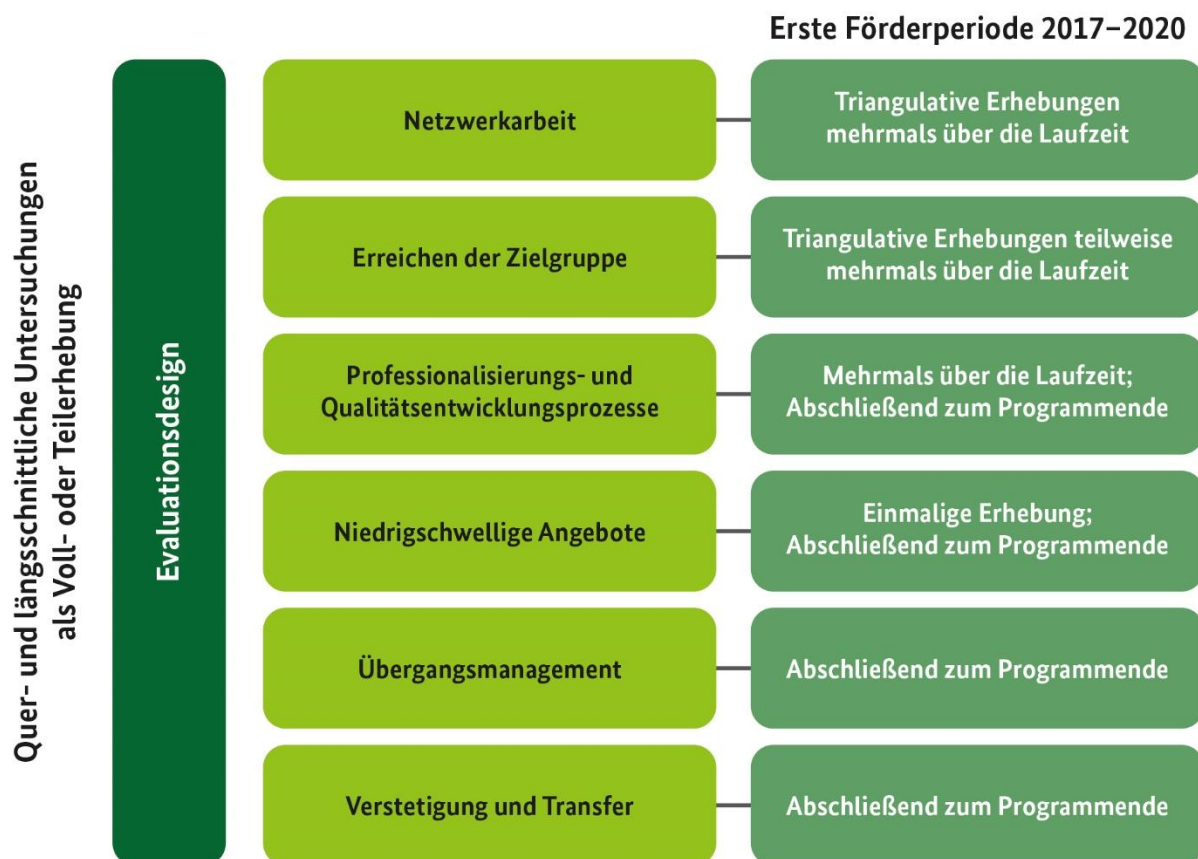 Erste Förderperiode 2017–2020
Quer- und längsschnittliche Untersuchungen
als Voll- oder Teilerhebung
Evaluationsdesign
Netzwerkarbeit
Triangulative Erhebungen
mehrmals über die Laufzeit
Erreichen der Zielgruppe
Triangulative Erhebungen teilweise
mehrmals über die Laufzeit
Professionalisierungs- und
Qualitätsentwicklungsprozesse
Mehrmals über die Laufzeit;
Abschließend zum Programmende
Niedrigschwellige Angebote
Einmalige Erhebung;
Abschließend zum Programmende
Übergangsmanagement
Abschließend zum Programmende
Verstetigung und Transfer
Abschließend zum Programmende